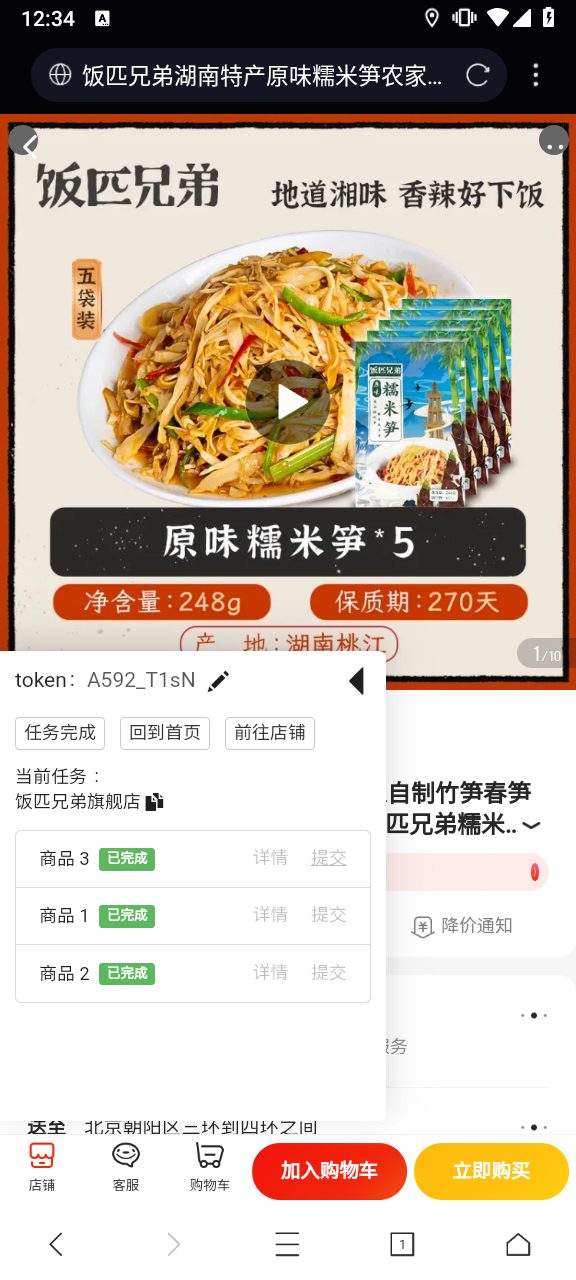 12:34
饭匹兄弟湖南特产原味糯米笋农家...
饭匹兄弟
地道湘味 香辣好下饭
五袋装
饭匹兄弟
糯米笋
原味糯米笋*5
净含量:248g
保质期:270天
产 地:湖南桃江
1/10
token: A592_T1sN
任务完成
回到首页
前往店铺
当前任务：
饭匹兄弟旗舰店
自制竹笋春笋
匹兄弟糯米...
商品 3 已完成 详情 提交
商品 1 已完成 详情 提交
降价通知
商品 2 已完成 详情 提交
服务
送至 北京朝阳区三环到四环之间
店铺
客服
购物车
加入购物车
立即购买
1